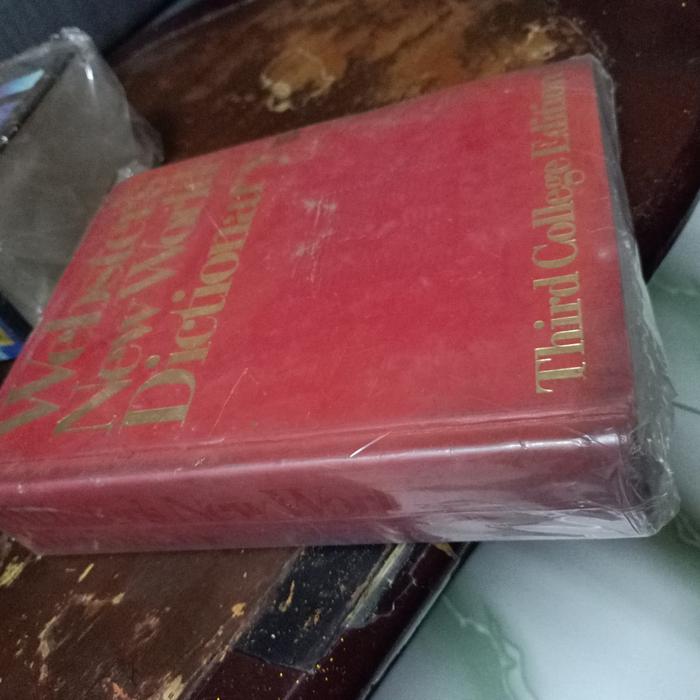 Webster's
New World
Dictionary
Third College Edition